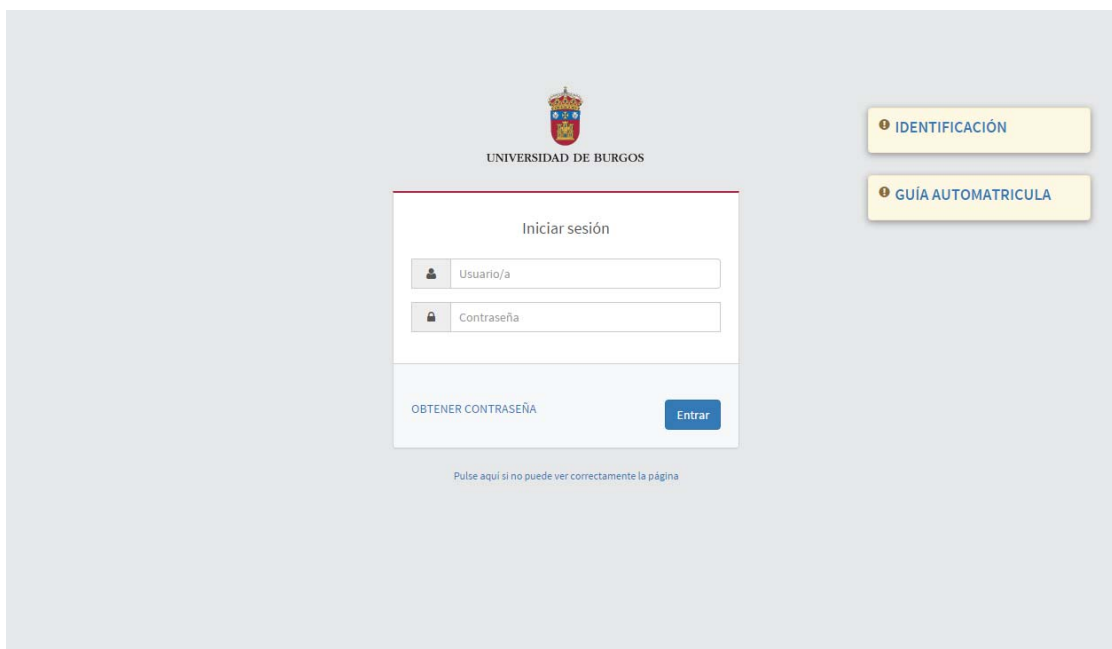 UNIVERSIDAD DE BURGOS
Iniciar sesión
Usuario/a
Contraseña
OBTENER CONTRASEÑA
Entrar
Pulse aquí si no puede ver correctamente la página
IDENTIFICACIÓN
GUÍA AUTOMATRICULA